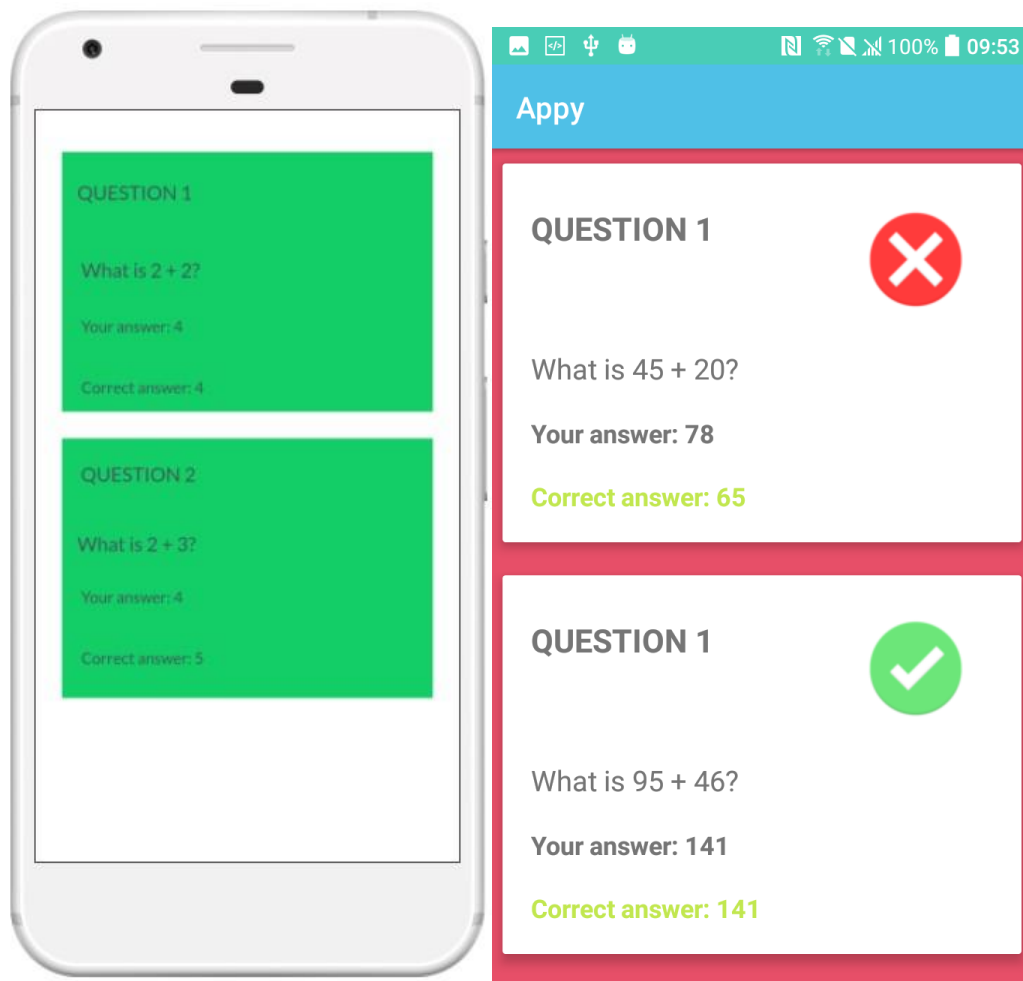 QUESTION 1
What is 2 + 2?
Your answer: 4
Correct answer: 4
QUESTION 2
What is 2 + 3?
Your answer: 4
Correct answer: 5
100% 09:53
Appy
QUESTION 1
What is 45 + 20?
Your answer: 78
Correct answer: 65
QUESTION 1
What is 95 + 46?
Your answer: 141
Correct answer: 141